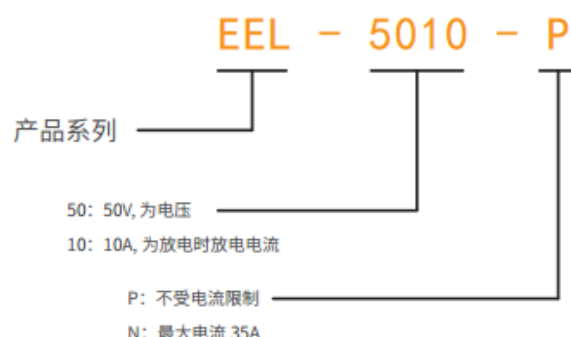 EEL - 5010 - P
产品系列
50：50V, 为电压
10：10A, 为放电时放电电流
P：不受电流限制
N：最大电流 35A